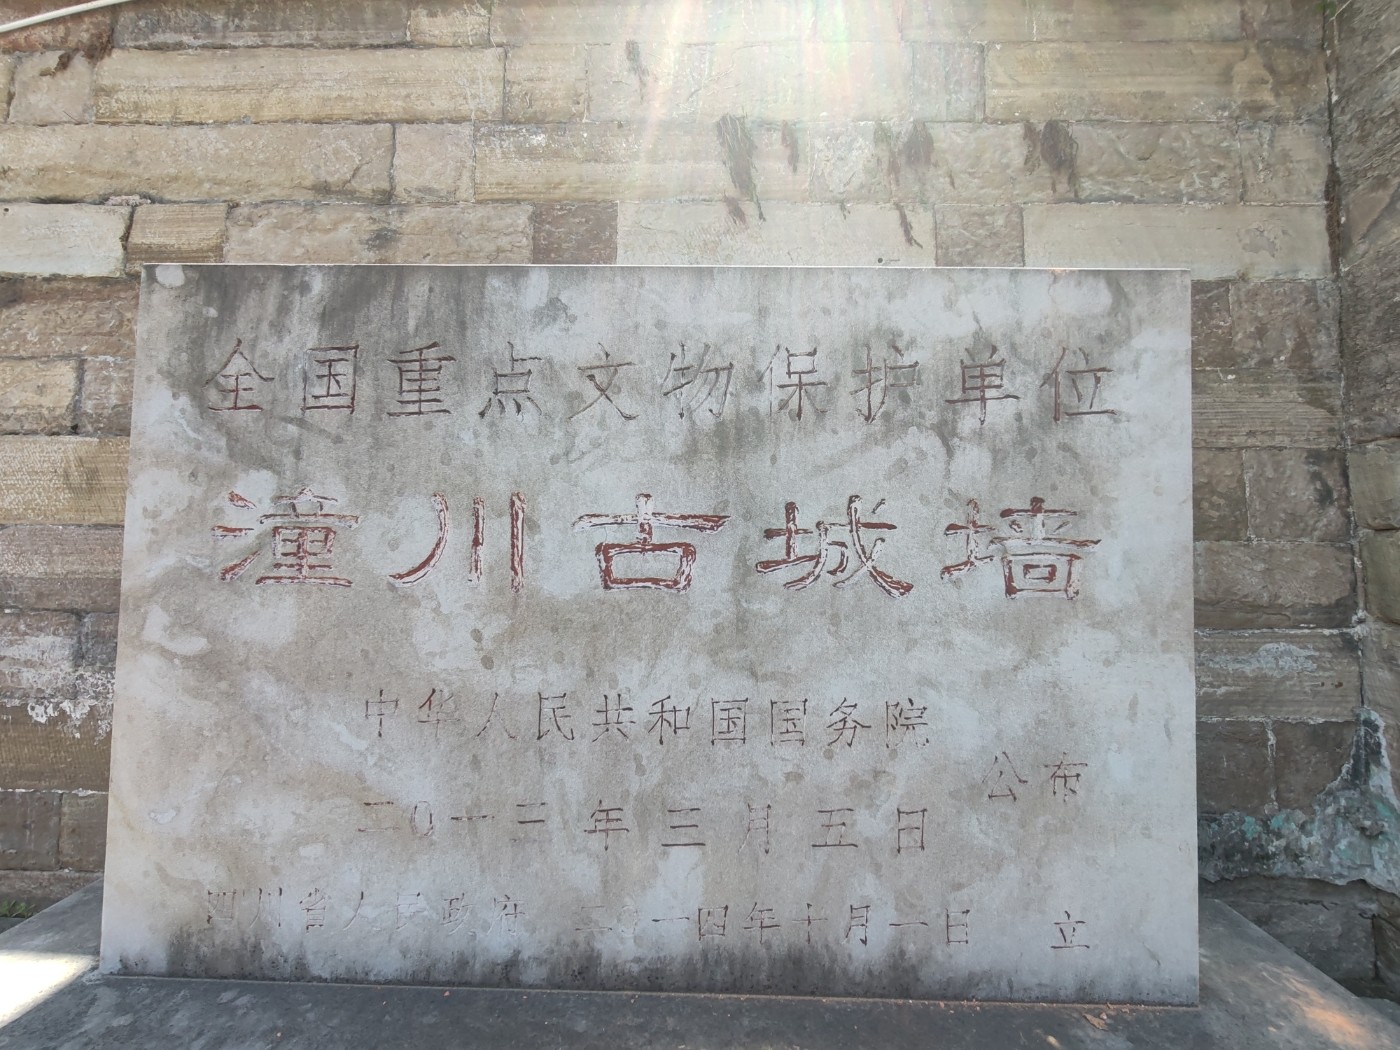 全国重点文物保护单位
潼川古城墙
中华人民共和国国务院
公布
二〇一三年三月五日
四川省人民政府 二〇一四年十月一日 立